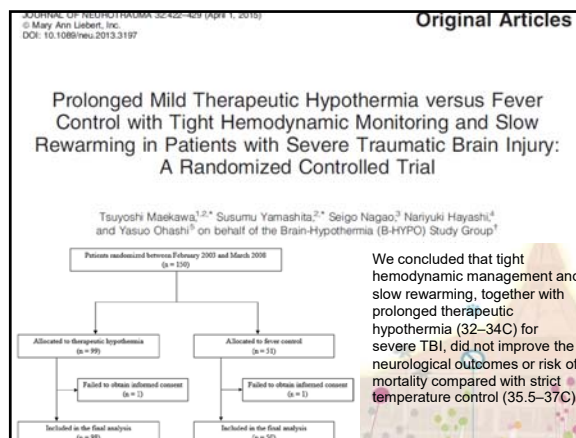 JOURNAL OF NEUROTRAUMA 32:422–429 (April 1, 2015)
© Mary Ann Liebert, Inc.
DOI: 10.1089/neu.2013.3197
Original Articles
Prolonged Mild Therapeutic Hypothermia versus Fever
Control with Tight Hemodynamic Monitoring and Slow
Rewarming in Patients with Severe Traumatic Brain Injury:
A Randomized Controlled Trial
Tsuyoshi Maekawa,1,2,* Susumu Yamashita,2,* Seigo Nagao,3 Nariyuki Hayashi,4
and Yasuo Ohashi5 on behalf of the Brain-Hypothermia (B-HYPO) Study Group†
Patients randomized between February 2003 and March 2008
(n = 150)
Allocated to therapeutic hypothermia
(n = 99)
Allocated to fever control
(n = 51)
Failed to obtain informed consent
(n = 1)
Failed to obtain informed consent
(n = 1)
Included in the final analysis
(n = 98)
Included in the final analysis
(n = 50)
We concluded that tight
hemodynamic management and
slow rewarming, together with
prolonged therapeutic
hypothermia (32–34C) for
severe TBI, did not improve the
neurological outcomes or risk of
mortality compared with strict
temperature control (35.5–37C)